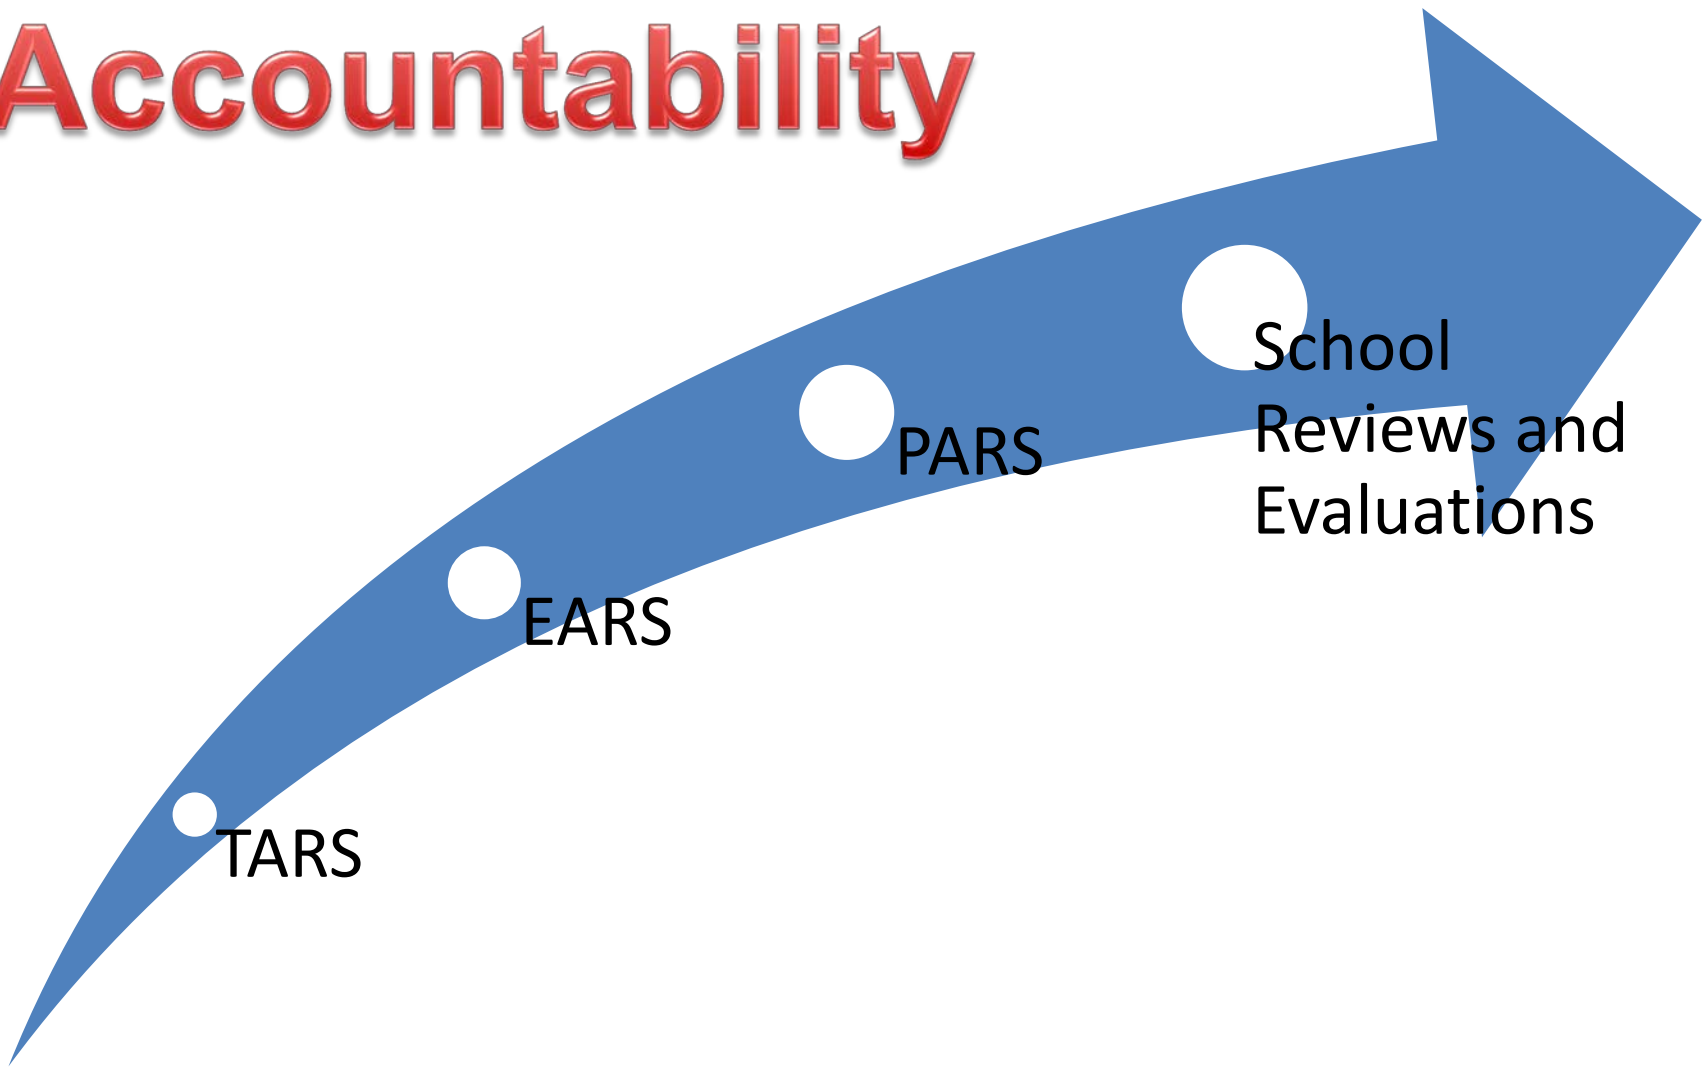 Accountability
School
Reviews and
Evaluations
PARS
EARS
TARS